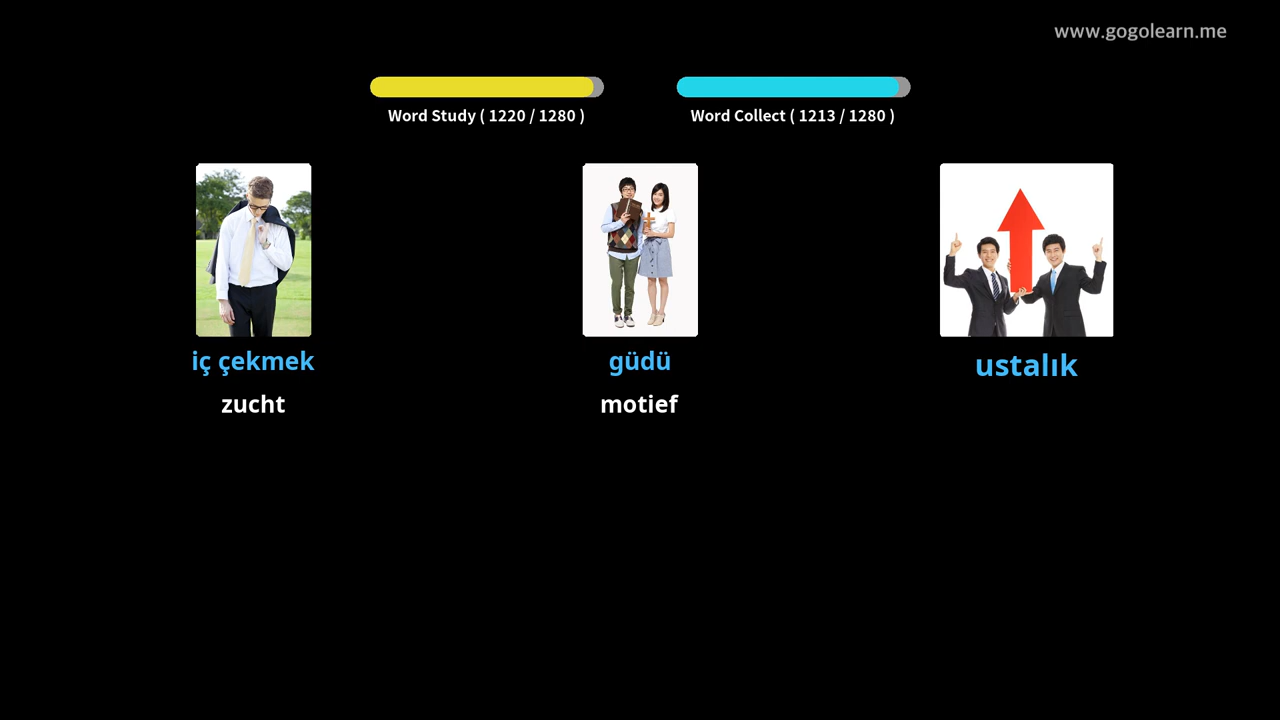 www.gogolearn.me
Word Study ( 1220 / 1280 )
Word Collect ( 1213 / 1280 )
iç çekmek
zucht
güdü
motief
ustalık